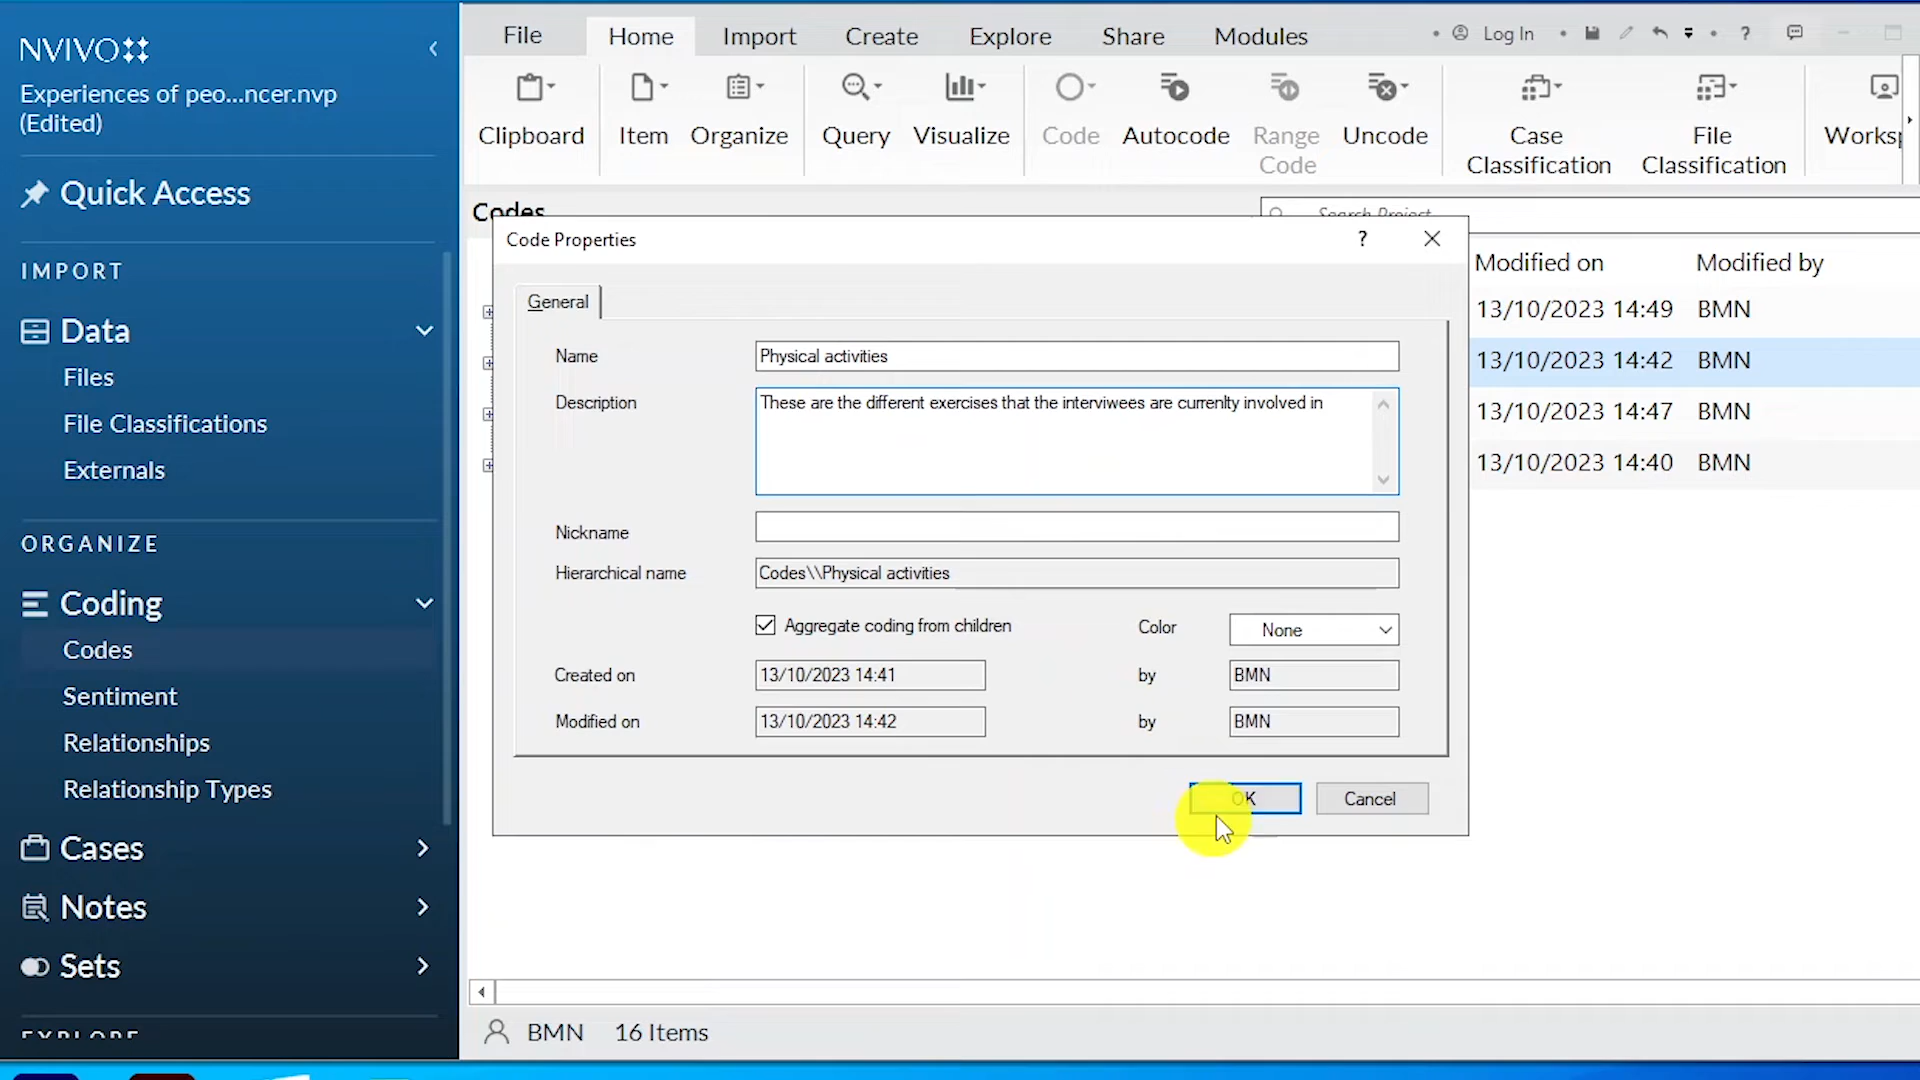 NVIVO
Experiences of peo...ncer.nvp
(Edited)
Quick Access
IMPORT
Data
Files
File Classifications
Externals
ORGANIZE
Coding
Codes
Sentiment
Relationships
Relationship Types
Cases
Notes
Sets
EXPLORE
File Home Import Create Explore Share Modules Log In ?
Clipboard Item Organize Query Visualize Code Autocode Range Code Uncode Case Classification File Classification Worksp
Codes Search Project
Code Properties ?
General
Name Physical activities
Description These are the different exercises that the interviwees are currenlty involved in
Nickname
Hierarchical name Codes\\Physical activities
Aggregate coding from children Color None
Created on 13/10/2023 14:41 by BMN
Modified on 13/10/2023 14:42 by BMN
OK Cancel
Modified on Modified by
13/10/2023 14:49 BMN
13/10/2023 14:42 BMN
13/10/2023 14:47 BMN
13/10/2023 14:40 BMN
BMN 16 Items